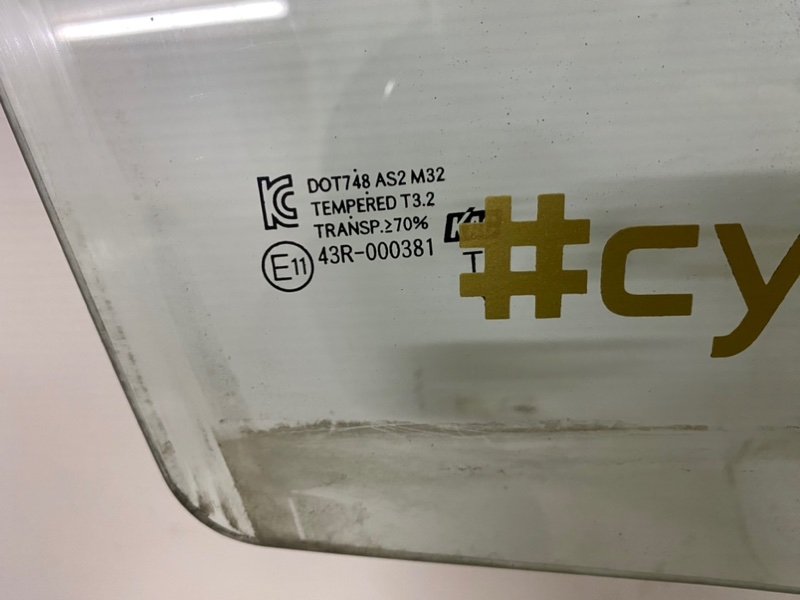 DOT748 AS2 M32
TEMPERED T3.2
TRANSP.≥70%
E11 43R-000381
T
#cy